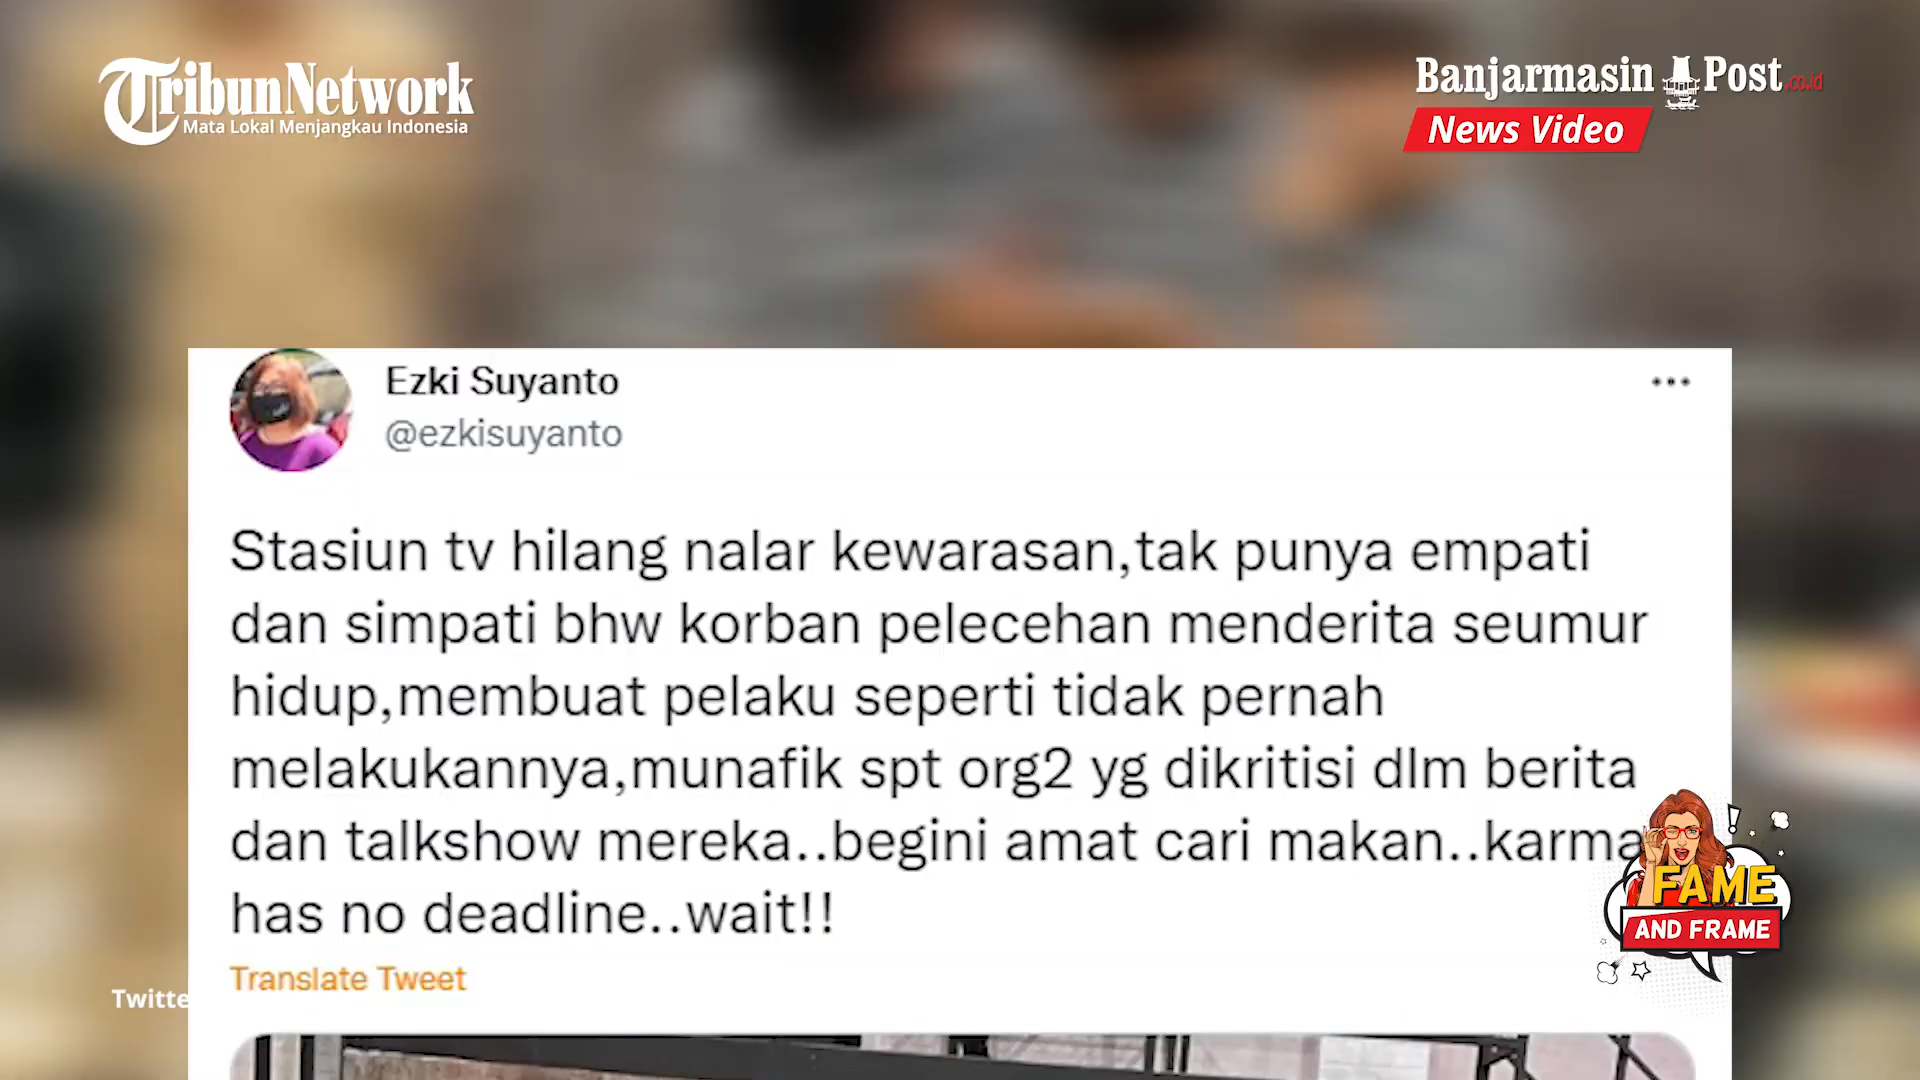 TribunNetwork
Mata Lokal Menjangkau Indonesia
Banjarmasin Post.co.id
News Video
Ezki Suyanto
@ezkisuyanto
Stasiun tv hilang nalar kewarasan,tak punya empati
dan simpati bhw korban pelecehan menderita seumur
hidup,membuat pelaku seperti tidak pernah
melakukannya,munafik spt org2 yg dikritisi dlm berita
dan talkshow mereka..begini amat cari makan..karma
has no deadline..wait!!
Translate Tweet
Twitte
FAME
AND FRAME